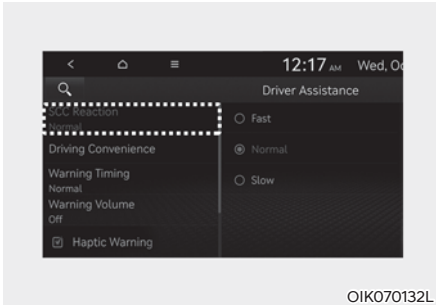 12:17 AM Wed, Oc
Driver Assistance
SCC Reaction
Normal
Driving Convenience
Warning Timing
Normal
Warning Volume
Off
Haptic Warning
Fast
Normal
Slow
OIK070132L